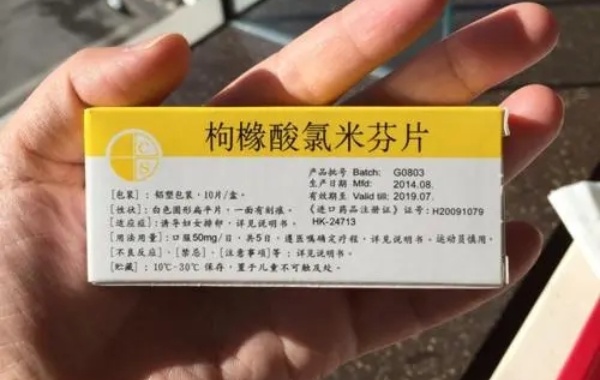 枸橼酸氯米芬片
CS
产品批号 Batch: G0803
生产日期 Mfd: 2014.08.
有效期至 Valid till: 2019.07.
《进口药品注册证》证号:H20091079
HK-24713
[包装]:铝塑包装,10片/盒。
[性状]:白色圆形扁平片,一面有刻痕。
[适应症]:诱导妇女排卵,详见说明书。
[用法用量]:口服50mg/日,共5日,遵医嘱确定疗程,详见说明书。运动员慎用。
[不良反应],[禁忌],[注意事项]等:详见说明书。
[贮藏]:10℃-30℃ 保存,置于儿童不可触及处。